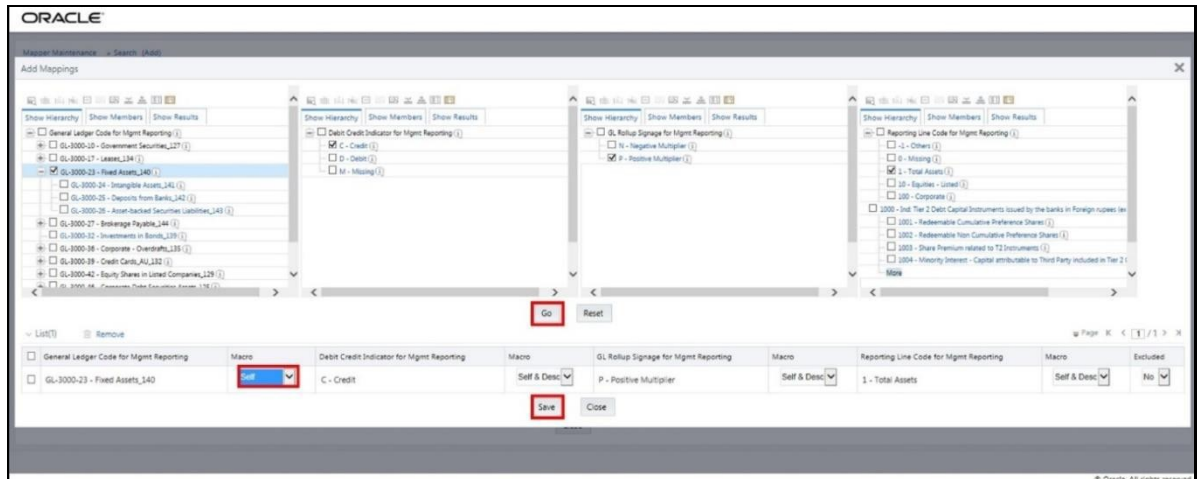 ORACLE
Mapper Maintenance » Search (Add)
Add Mappings
Show Hierarchy Show Members Show Results
General Ledger Code for Mgmt Reporting
GL-3000-10 - Government Securities_127
GL-3000-17 - Leases_134
GL-3000-23 - Fixed Assets_140
GL-3000-24 - Intangible Assets_141
GL-3000-25 - Deposits from Banks_142
GL-3000-26 - Asset-backed Securities Liabilities_143
GL-3000-27 - Brokerage Payable_144
GL-3000-32 - Investments in Bonds_139
GL-3000-36 - Corporate - Overdrafts_135
GL-3000-39 - Credit Cards_AU_132
GL-3000-42 - Equity Shares in Listed Companies_129
Show Hierarchy Show Members Show Results
Debit Credit Indicator for Mgmt Reporting
C - Credit
D - Debit
M - Missing
Show Hierarchy Show Members Show Results
GL Rollup Signage for Mgmt Reporting
N - Negative Multiplier
P - Positive Multiplier
Show Hierarchy Show Members Show Results
Reporting Line Code for Mgmt Reporting
-1 - Others
0 - Missing
1 - Total Assets
10 - Equities - Listed
100 - Corporate
1000 - Ind: Tier 2 Debt Capital Instruments issued by the banks in Foreign rupees
1001 - Redeemable Cumulative Preference Shares
1002 - Redeemable Non Cumulative Preference Shares
1003 - Share Premium related to T2 Instruments
1004 - Minority Interest - Capital attributable to Third Party included in Tier 2
More
Go Reset
List(1) Remove Page 1 / 1
General Ledger Code for Mgmt Reporting Macro Debit Credit Indicator for Mgmt Reporting Macro GL Rollup Signage for Mgmt Reporting Macro Reporting Line Code for Mgmt Reporting Macro Excluded
GL-3000-23 - Fixed Assets_140 Self C - Credit Self & Desc P - Positive Multiplier Self & Desc 1 - Total Assets Self & Desc No
Save Close